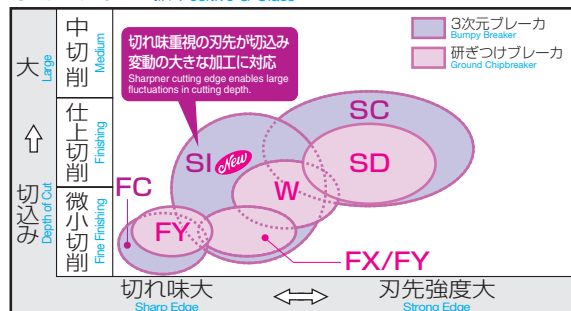 3次元ブレーカ
Bumpy Breaker
研ぎつけブレーカ
Ground Chipbreaker
切れ味重視の刃先が切込み
変動の大きな加工に対応
Sharper cutting edge enables large
fluctuations in cutting depth.
大
Large
切込み
Depth of Cut
中切削
Medium
仕上切削
Finishing
微小切削
Fine Finishing
SC
SD
SI
New
W
FC
FY
FX/FY
切れ味大
Sharp Edge
刃先強度大
Strong Edge